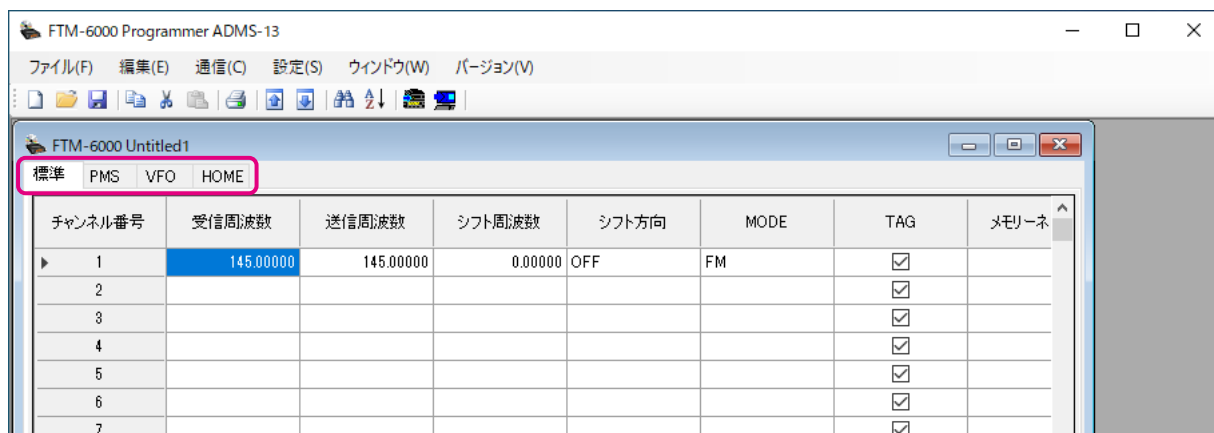 FTM-6000 Programmer ADMS-13
ファイル(F) 編集(E) 通信(C) 設定(S) ウィンドウ(W) バージョン(V)
FTM-6000 Untitled1
標準 PMS VFO HOME
チャンネル番号 受信周波数 送信周波数 シフト周波数 シフト方向 MODE TAG メモリーネ
1 145.00000 145.00000 0.00000 OFF FM
2
3
4
5
6
7